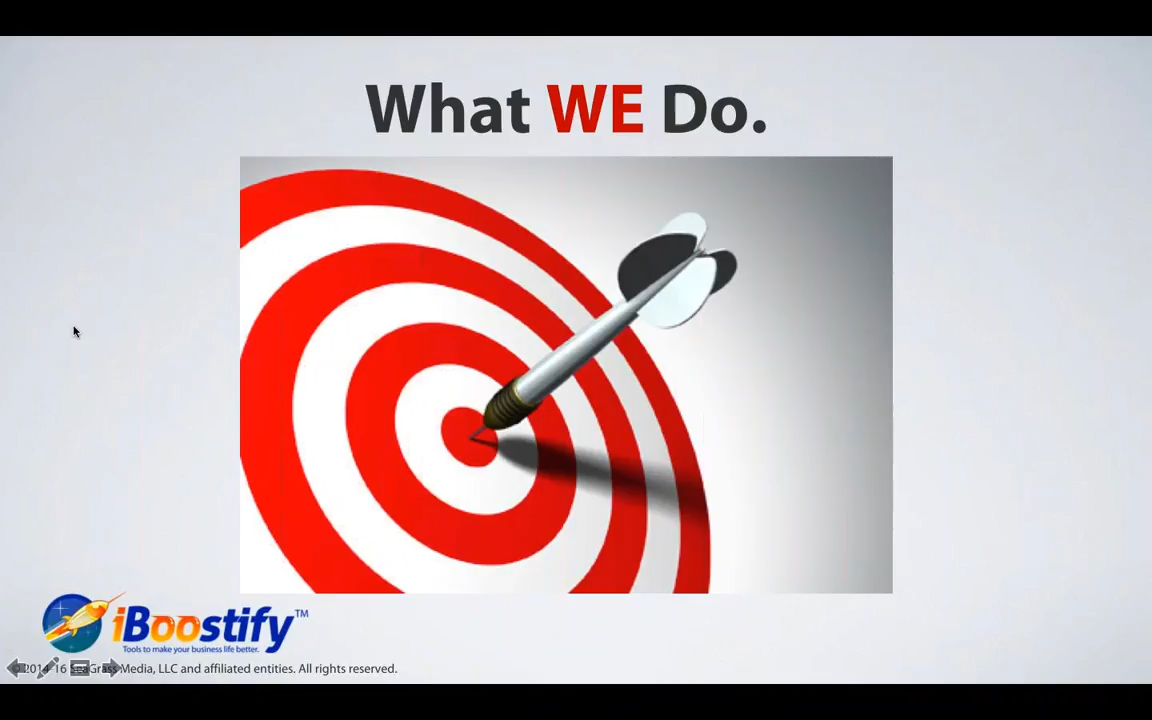 What WE Do.
iBoostify™
Tools to make your business life better.
© 2014-16 SeaGrass Media, LLC and affiliated entities. All rights reserved.